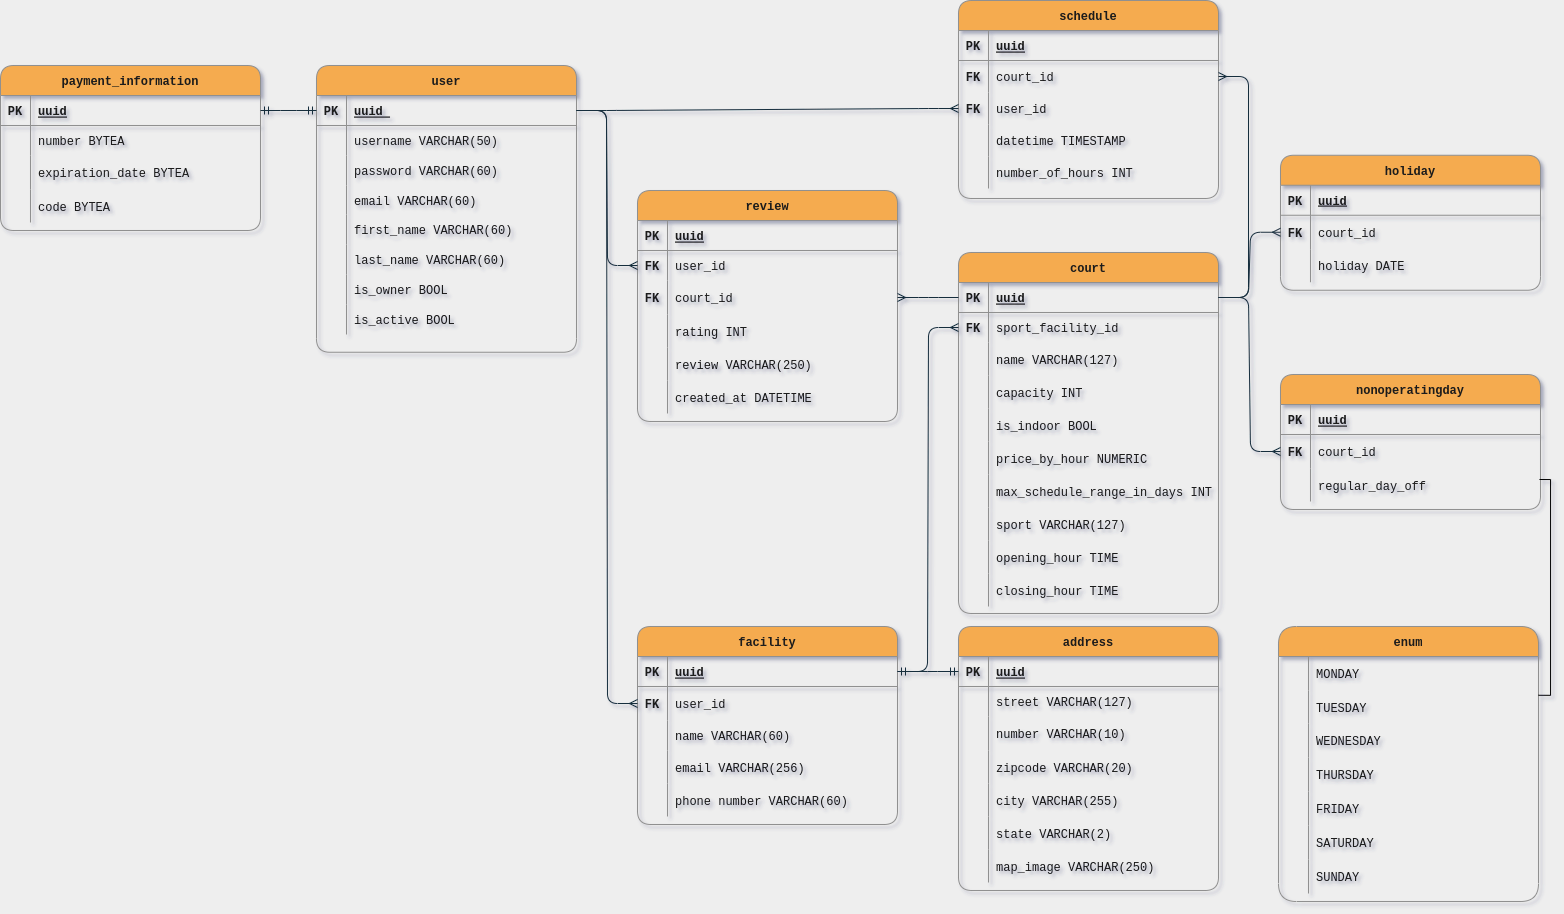 payment_information
PK uuid
number BYTEA
expiration_date BYTEA
code BYTEA
user
PK uuid
username VARCHAR(50)
password VARCHAR(60)
email VARCHAR(60)
first_name VARCHAR(60)
last_name VARCHAR(60)
is_owner BOOL
is_active BOOL
review
PK uuid
FK user_id
FK court_id
rating INT
review VARCHAR(250)
created_at DATETIME
facility
PK uuid
FK user_id
name VARCHAR(60)
email VARCHAR(256)
phone number VARCHAR(60)
schedule
PK uuid
FK court_id
FK user_id
datetime TIMESTAMP
number_of_hours INT
court
PK uuid
FK sport_facility_id
name VARCHAR(127)
capacity INT
is_indoor BOOL
price_by_hour NUMERIC
max_schedule_range_in_days INT
sport VARCHAR(127)
opening_hour TIME
closing_hour TIME
address
PK uuid
street VARCHAR(127)
number VARCHAR(10)
zipcode VARCHAR(20)
city VARCHAR(255)
state VARCHAR(2)
map_image VARCHAR(250)
holiday
PK uuid
FK court_id
holiday DATE
nonoperatingday
PK uuid
FK court_id
regular_day_off
enum
MONDAY
TUESDAY
WEDNESDAY
THURSDAY
FRIDAY
SATURDAY
SUNDAY